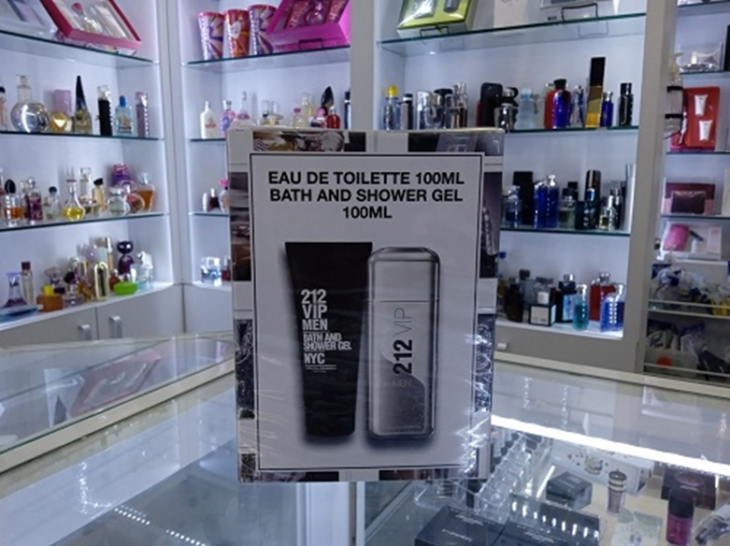 EAU DE TOILETTE 100ML
BATH AND SHOWER GEL
100ML
212
VIP
MEN
BATH AND
SHOWER GEL
NYC
212 VIP
MEN